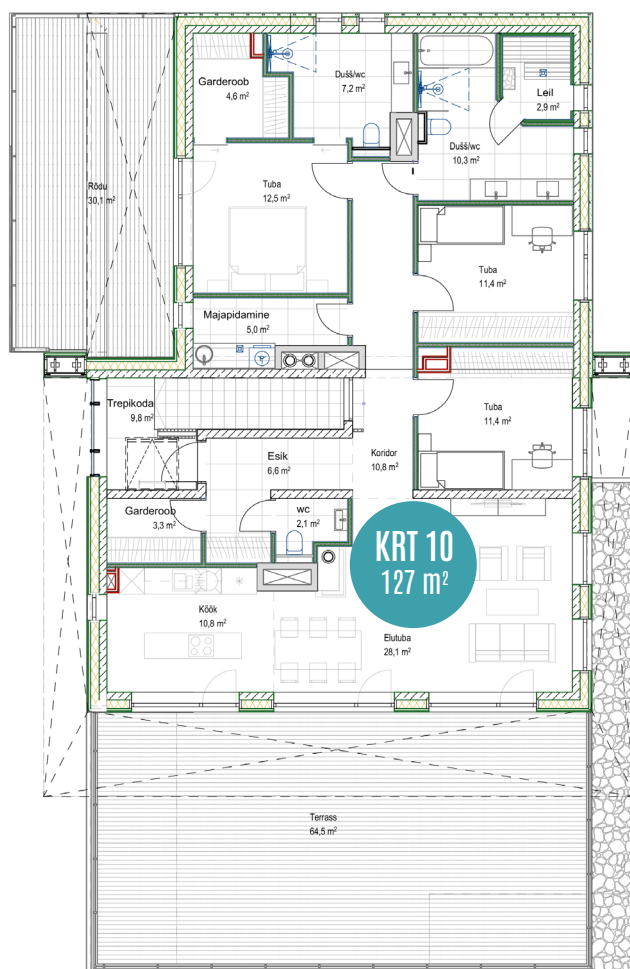 Garderoob
4,6 m²
Dušš/wc
7,2 m²
Leil
2,9 m²
Dušš/wc
10,3 m²
Rõdu
30,1 m²
Tuba
12,5 m²
Tuba
11,4 m²
Majapidamine
5,0 m²
Trepikoda
9,8 m²
Tuba
11,4 m²
Esik
6,6 m²
Koridor
10,8 m²
Garderoob
3,3 m²
wc
2,1 m²
KRT 10
127 m²
Köök
10,8 m²
Elutuba
28,1 m²
Terrass
64,5 m²